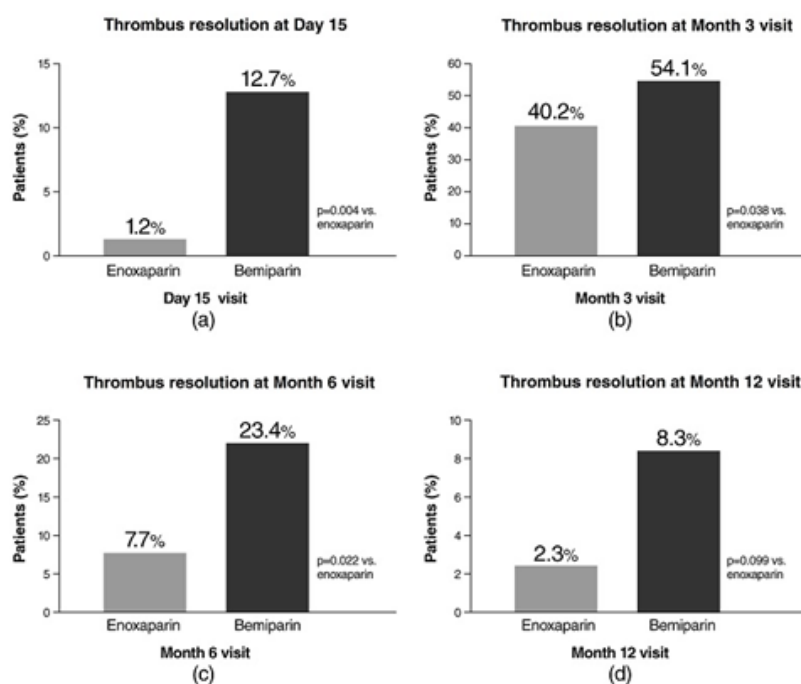 Thrombus resolution at Day 15
15
10
5
0
Patients (%)
1.2%
12.7%
p=0.004 vs.
enoxaparin
Enoxaparin
Bemiparin
Day 15 visit
(a)
Thrombus resolution at Month 3 visit
60
50
40
30
20
10
0
Patients (%)
40.2%
54.1%
p=0.038 vs.
enoxaparin
Enoxaparin
Bemiparin
Month 3 visit
(b)
Thrombus resolution at Month 6 visit
25
20
15
10
5
0
Patients (%)
7.7%
23.4%
p=0.022 vs.
enoxaparin
Enoxaparin
Bemiparin
Month 6 visit
(c)
Thrombus resolution at Month 12 visit
10
8
6
4
2
0
Patients (%)
2.3%
8.3%
p=0.099 vs.
enoxaparin
Enoxaparin
Bemiparin
Month 12 visit
(d)